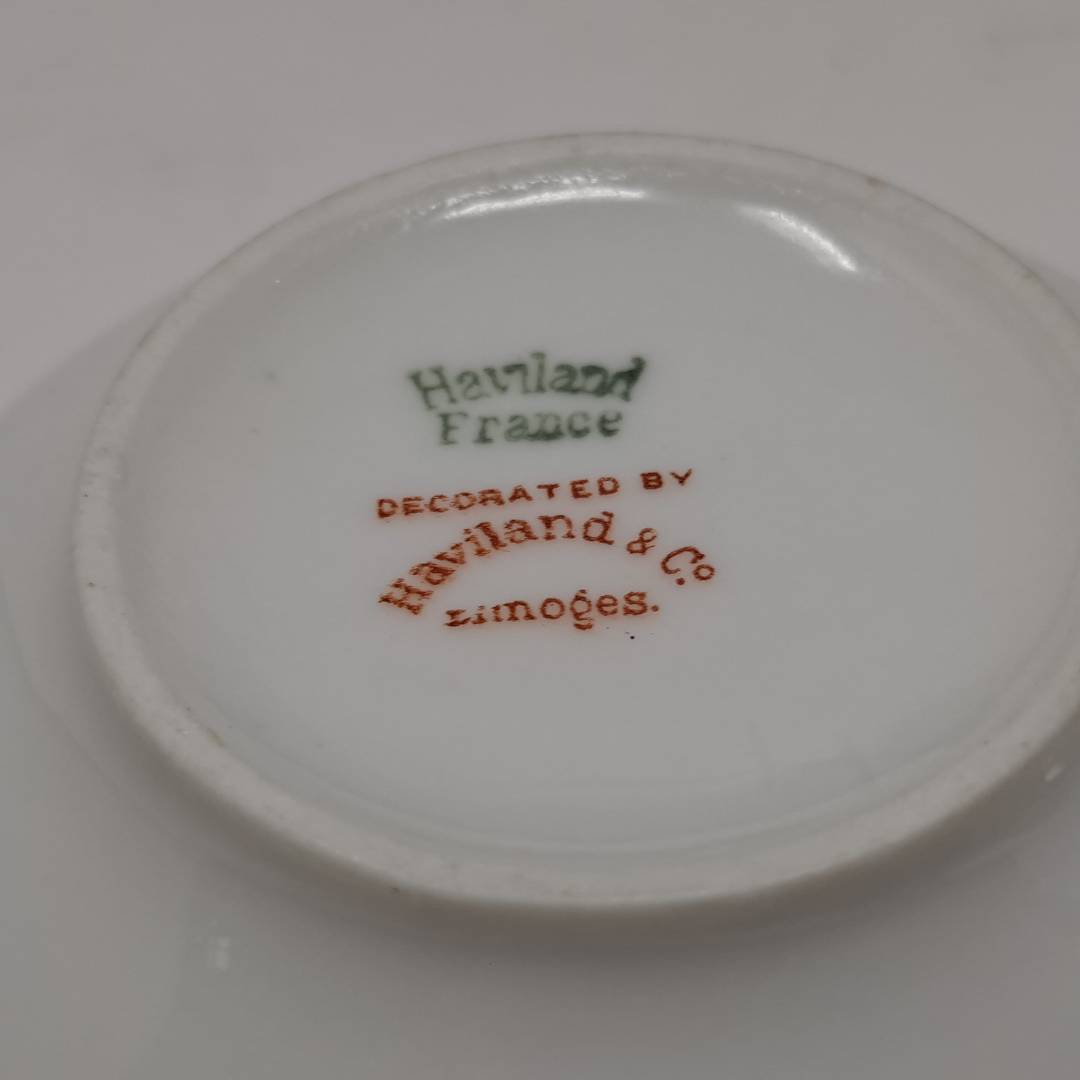 Haviland
France
DECORATED BY
Haviland & Co.
Limoges.